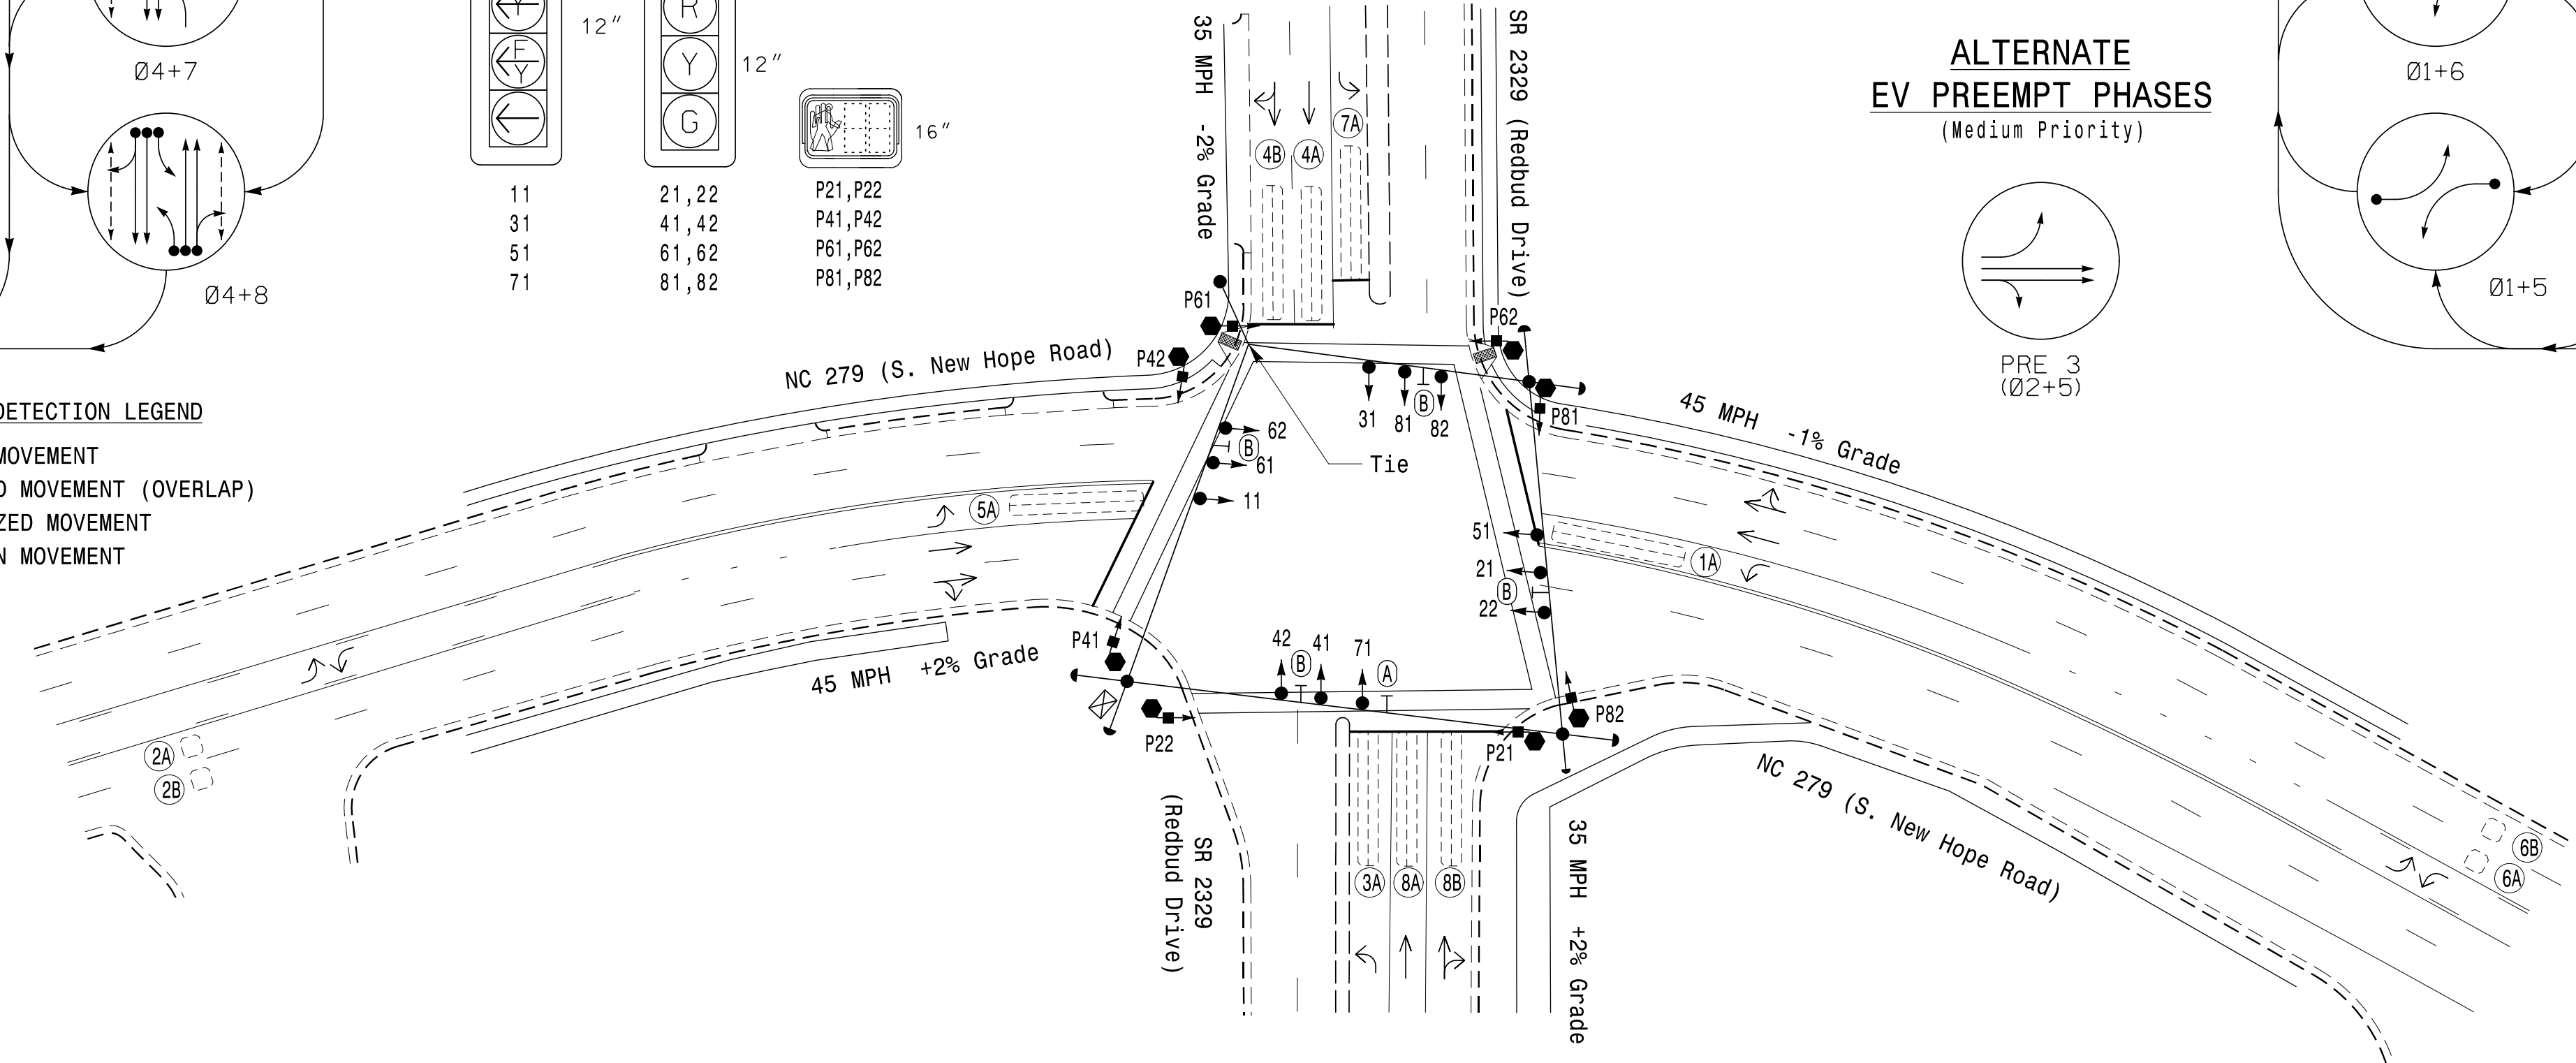 Ø4+7
Ø4+8
Y
F
Y
12"
11
31
51
71
R
Y
G
12"
21,22
41,42
61,62
81,82
16"
P21,P22
P41,P42
P61,P62
P81,P82
DETECTION LEGEND
MOVEMENT
D MOVEMENT (OVERLAP)
ZED MOVEMENT
N MOVEMENT
35 MPH -2% Grade
SR 2329 (Redbud Drive)
4B
4A
7A
P61
P62
P42
P81
NC 279 (S. New Hope Road)
31
81
B
82
Tie
62
B
61
11
5A
51
21
B
22
1A
45 MPH -1% Grade
P41
P22
42
B
41
71
A
P82
P21
45 MPH +2% Grade
2A
2B
SR 2329
(Redbud Drive)
3A
8A
8B
35 MPH +2% Grade
NC 279 (S. New Hope Road)
6B
6A
ALTERNATE
EV PREEMPT PHASES
(Medium Priority)
PRE 3
(Ø2+5)
Ø1+6
Ø1+5